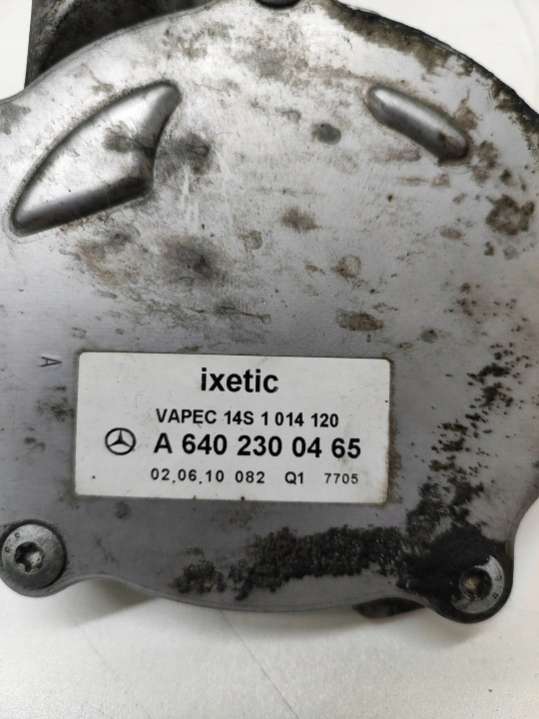 A
ixetic
VAPEC 14S 1 014 120
A 640 230 04 65
02.06.10 082 Q1 7705